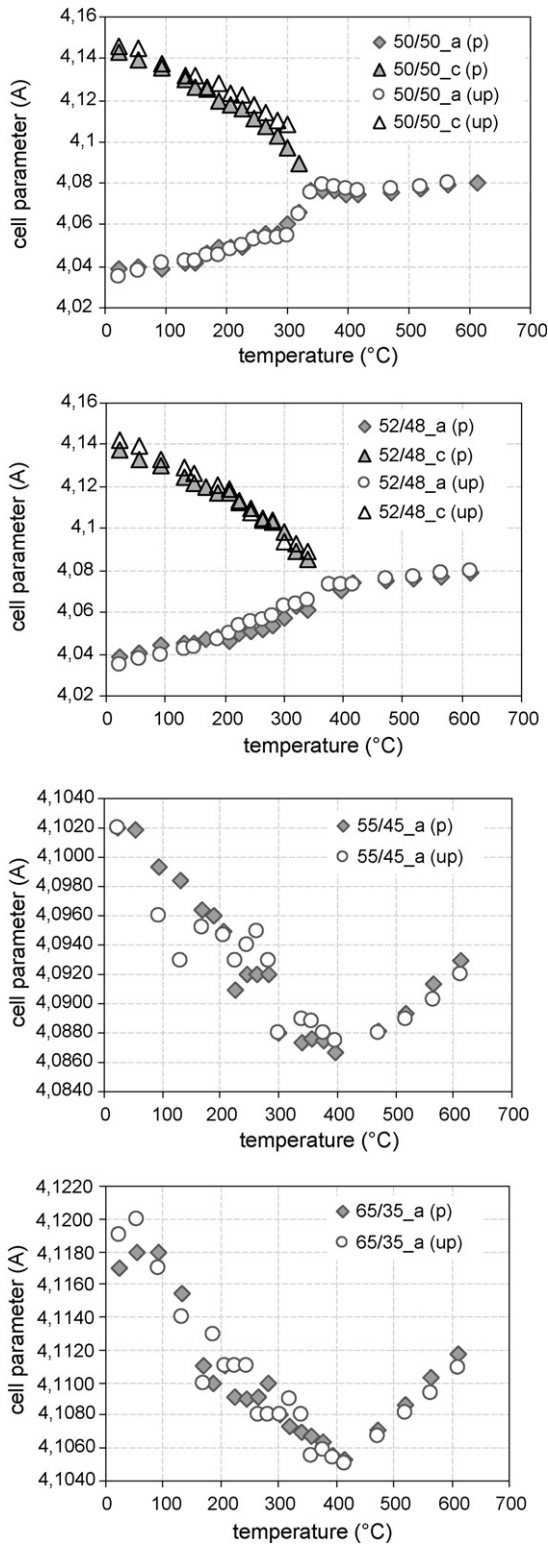 4,16
4,14
4,12
4,1
4,08
4,06
4,04
4,02
cell parameter (A)
50/50_a (p)
50/50_c (p)
50/50_a (up)
50/50_c (up)
0 100 200 300 400 500 600 700
temperature (°C)
4,16
4,14
4,12
4,1
4,08
4,06
4,04
4,02
cell parameter (A)
52/48_a (p)
52/48_c (p)
52/48_a (up)
52/48_c (up)
0 100 200 300 400 500 600 700
temperature (°C)
4,1040
4,1020
4,1000
4,0980
4,0960
4,0940
4,0920
4,0900
4,0880
4,0860
4,0840
cell parameter (A)
55/45_a (p)
55/45_a (up)
0 100 200 300 400 500 600 700
temperature (°C)
4,1220
4,1200
4,1180
4,1160
4,1140
4,1120
4,1100
4,1080
4,1060
4,1040
cell parameter (A)
65/35_a (p)
65/35_a (up)
0 100 200 300 400 500 600 700
temperature (°C)